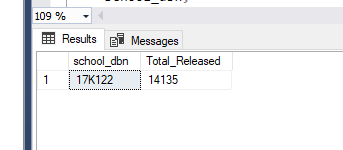 109 %
Results Messages
school_dbn Total_Released
1 17K122 14135